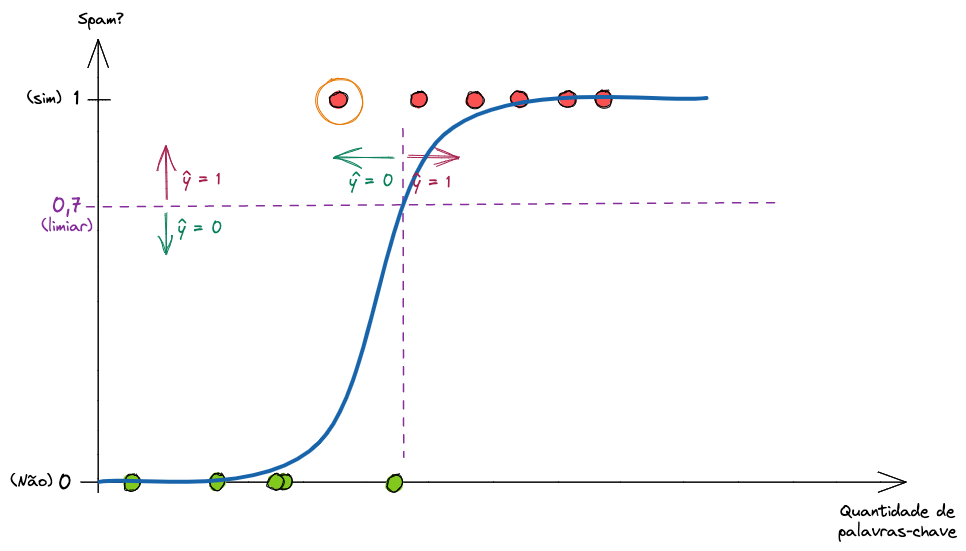 Spam?
(sim) 1
ŷ = 1
ŷ = 0
ŷ = 1
0,7
(limiar)
ŷ = 0
(Não) 0
Quantidade de
palavras-chave